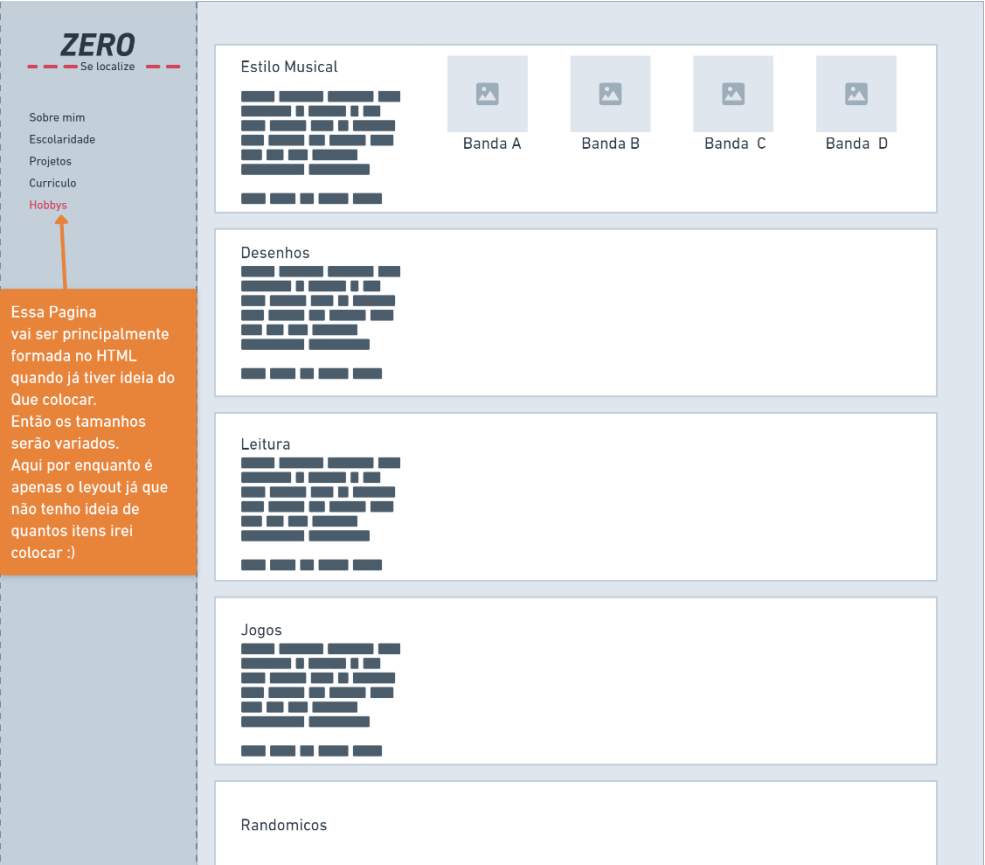 ZERO
Se localize
Sobre mim
Escolaridade
Projetos
Curriculo
Hobbys
Essa Pagina
vai ser principalmente
formada no HTML
quando já tiver ideia do
Que colocar.
Então os tamanhos
serão variados.
Aqui por enquanto é
apenas o leyout já que
não tenho ideia de
quantos itens irei
colocar :)
Estilo Musical
Banda A
Banda B
Banda C
Banda D
Desenhos
Leitura
Jogos
Randomicos